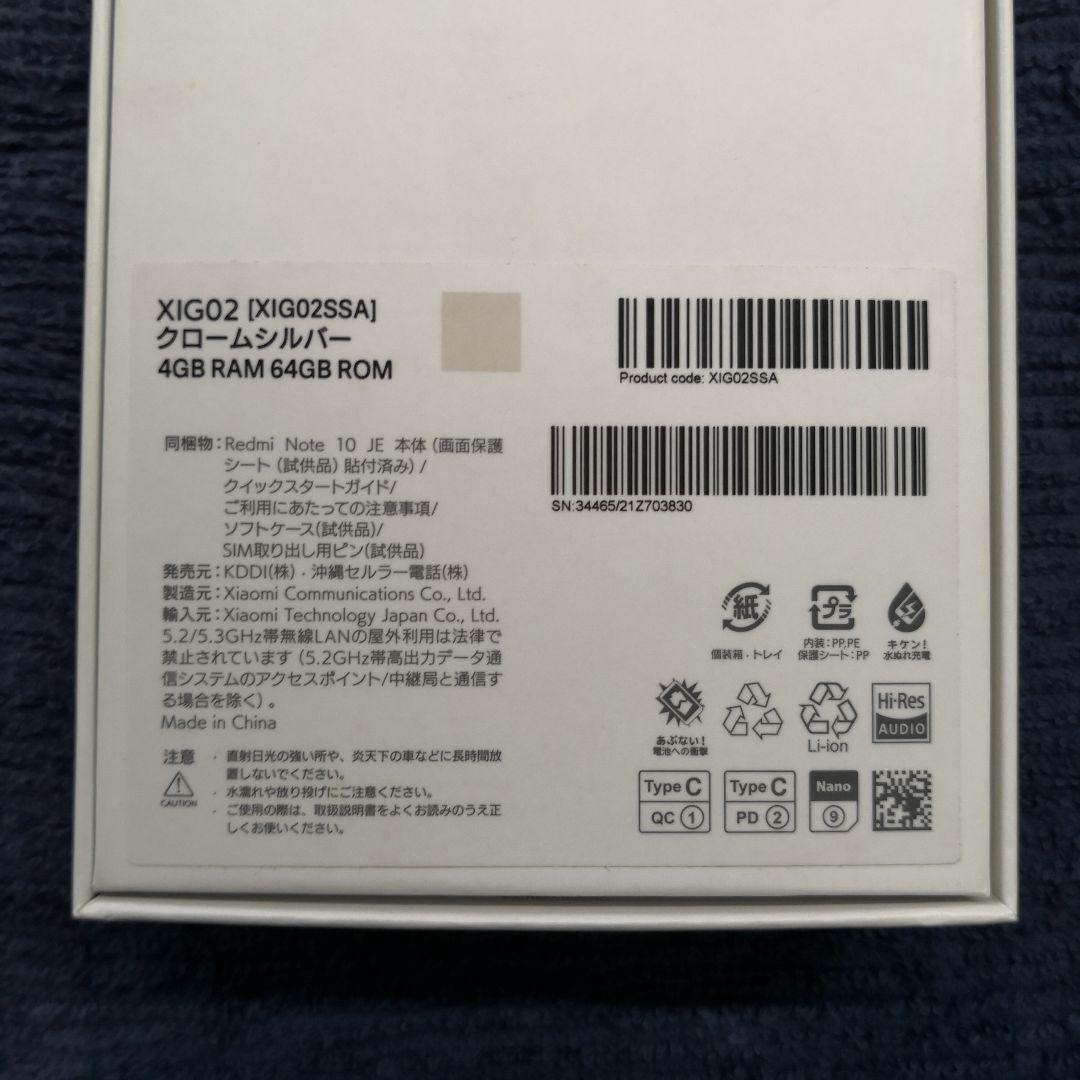 XIG02 [XIG02SSA]
クロームシルバー
4GB RAM 64GB ROM
Product code: XIG02SSA
SN:34465/21Z703830
同梱物：Redmi Note 10 JE 本体（画面保護
シート（試供品）貼付済み）/
クイックスタートガイド/
ご利用にあたっての注意事項/
ソフトケース(試供品)/
SIM取り出し用ピン(試供品)
発売元：KDDI(株)・沖縄セルラー電話(株)
製造元：Xiaomi Communications Co., Ltd.
輸入元：Xiaomi Technology Japan Co., Ltd.
5.2/5.3GHz帯無線LANの屋外利用は法律で
禁止されています（5.2GHz帯高出力データ通
信システムのアクセスポイント/中継局と通信す
る場合を除く）。
Made in China
注意
CAUTION
・直射日光の強い所や、炎天下の車などに長時間放
置しないでください。
・水濡れや放り投げにご注意ください。
・ご使用の際は、取扱説明書をよくお読みのうえ正
しくお使いください。
紙
個装箱・トレイ
プラ
内装：PP,PE
保護シート：PP
キケン！
水ぬれ充電
あぶない！
電池への衝撃
Li-ion
Hi-Res
AUDIO
Type C
QC 1
Type C
PD 2
Nano
9